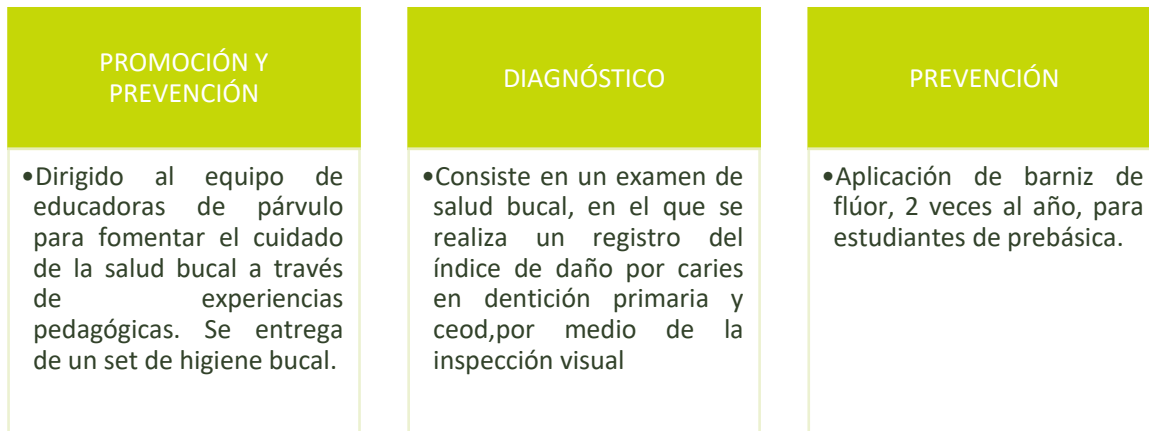 PROMOCIÓN Y
PREVENCIÓN
•Dirigido al equipo de
educadoras de párvulo
para fomentar el cuidado
de la salud bucal a través
de experiencias
pedagógicas. Se entrega
de un set de higiene bucal.
DIAGNÓSTICO
•Consiste en un examen de
salud bucal, en el que se
realiza un registro del
índice de daño por caries
en dentición primaria y
ceod,por medio de la
inspección visual
PREVENCIÓN
•Aplicación de barniz de
flúor, 2 veces al año, para
estudiantes de prebásica.